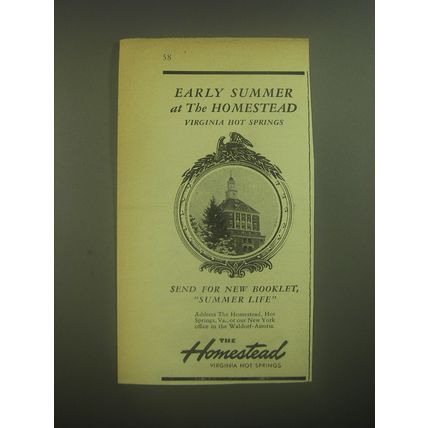 58
EARLY SUMMER
at The HOMESTEAD
VIRGINIA HOT SPRINGS
SEND FOR NEW BOOKLET,
"SUMMER LIFE"
Address The Homestead, Hot
Springs, Va., or our New York
office in the Waldorf-Astoria.
THE
Homestead
VIRGINIA HOT SPRINGS